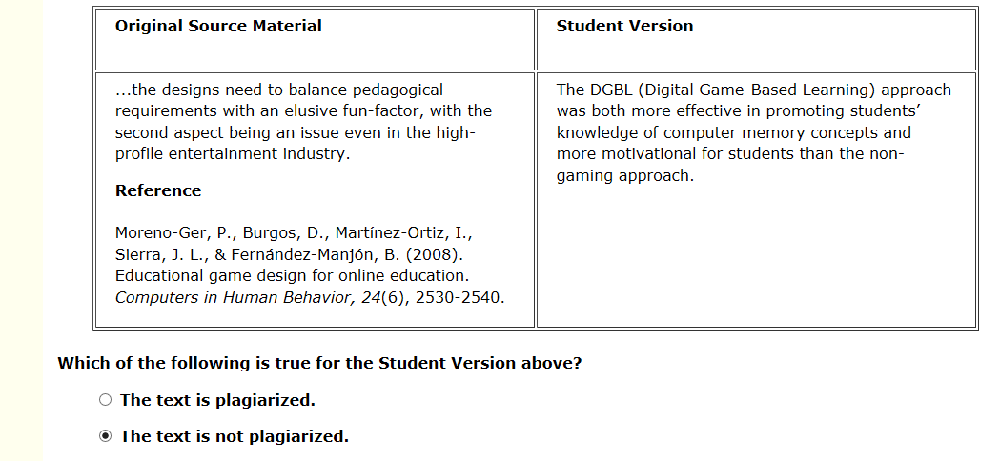 Original Source Material
Student Version
...the designs need to balance pedagogical
requirements with an elusive fun-factor, with the
second aspect being an issue even in the high-
profile entertainment industry.
Reference
Moreno-Ger, P., Burgos, D., Martínez-Ortiz, I.,
Sierra, J. L., & Fernández-Manjón, B. (2008).
Educational game design for online education.
Computers in Human Behavior, 24(6), 2530-2540.
The DGBL (Digital Game-Based Learning) approach
was both more effective in promoting students’
knowledge of computer memory concepts and
more motivational for students than the non-
gaming approach.
Which of the following is true for the Student Version above?
The text is plagiarized.
The text is not plagiarized.